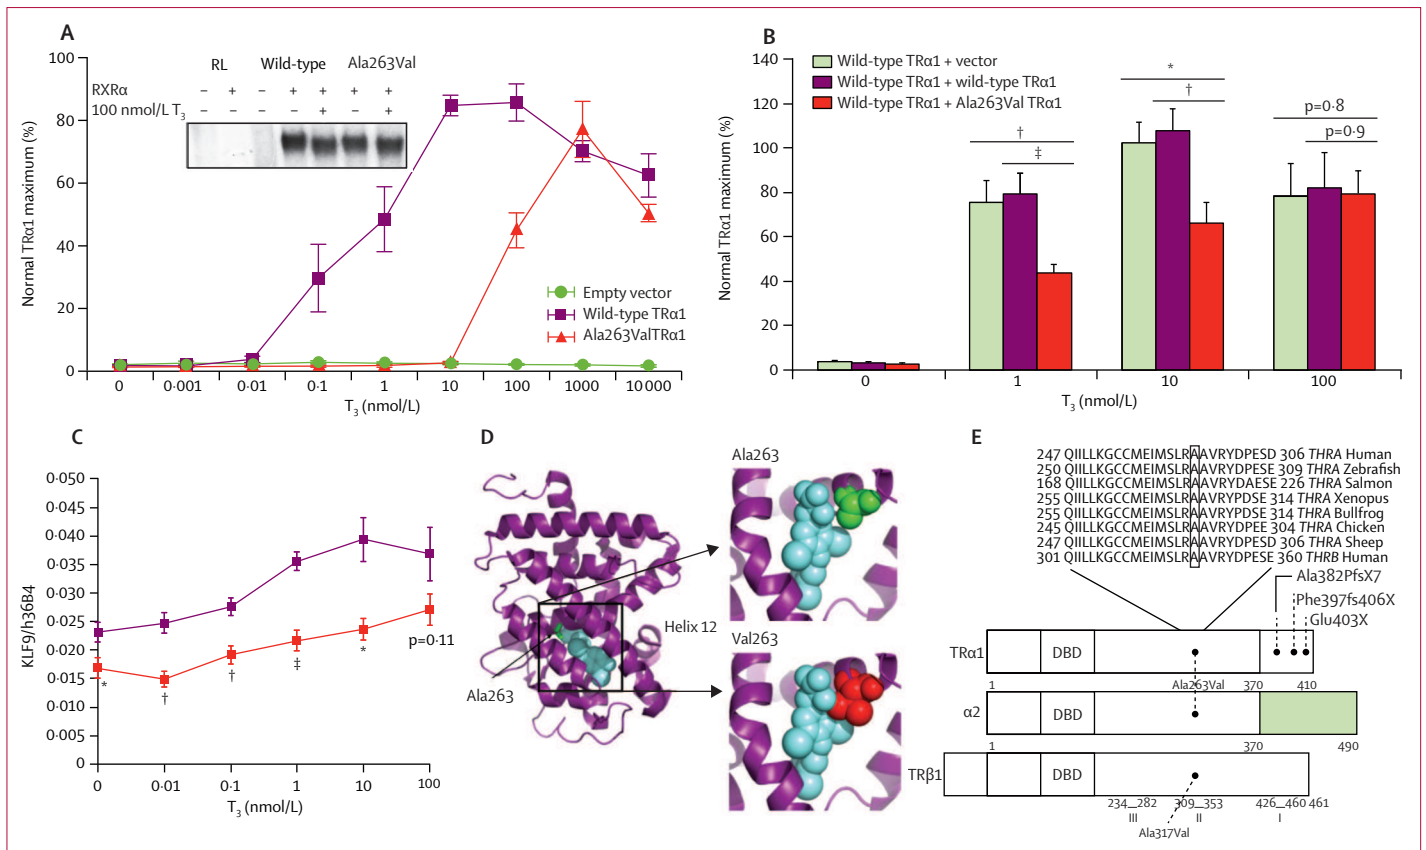 A
RL Wild-type Ala263Val
RXRα – + – + + + +
100 nmol/L T3 – – – – + – +
Normal TRα1 maximum (%)
100
80
60
40
20
0
0 0·001 0·01 0·1 1 10 100 1000 10 000
T3 (nmol/L)
Empty vector
Wild-type TRα1
Ala263ValTRα1
B
Wild-type TRα1 + vector
Wild-type TRα1 + wild-type TRα1
Wild-type TRα1 + Ala263Val TRα1
Normal TRα1 maximum (%)
140
120
100
80
60
40
20
0
†
‡
*
†
p=0·8
p=0·9
0 1 10 100
T3 (nmol/L)
C
KLF9/h36B4
0·050
0·045
0·040
0·035
0·030
0·025
0·020
0·015
0·010
0·005
0
* † † ‡ * p=0·11
0 0·01 0·1 1 10 100
T3 (nmol/L)
D
Ala263
Helix 12
Ala263
Val263
E
247 QIILLKGCCMEIMSLRAAVRYDPESD 306 THRA Human
250 QIILLKGCCMEIMSLRAAVRYDPESE 309 THRA Zebrafish
168 QIILLKGCCMEIMSLRAAVRYDAESE 226 THRA Salmon
255 QIILLKGCCMEIMSLRAAVRYPDSE 314 THRA Xenopus
255 QIILLKGCCMEIMSLRAAVRYPDSE 314 THRA Bullfrog
245 QIILLKGCCMEIMSLRAAVRYDPEE 304 THRA Chicken
247 QIILLKGCCMEIMSLRAAVRYDPESD 306 THRA Sheep
301 QIILLKGCCMEIMSLRAAVRYDPESE 360 THRB Human
Ala382PfsX7
Phe397fs406X
Glu403X
TRα1 DBD
1 Ala263Val 370 410
α2 DBD
1 370 490
TRβ1 DBD
234–282 309–353 426–460 461
III II I
Ala317Val